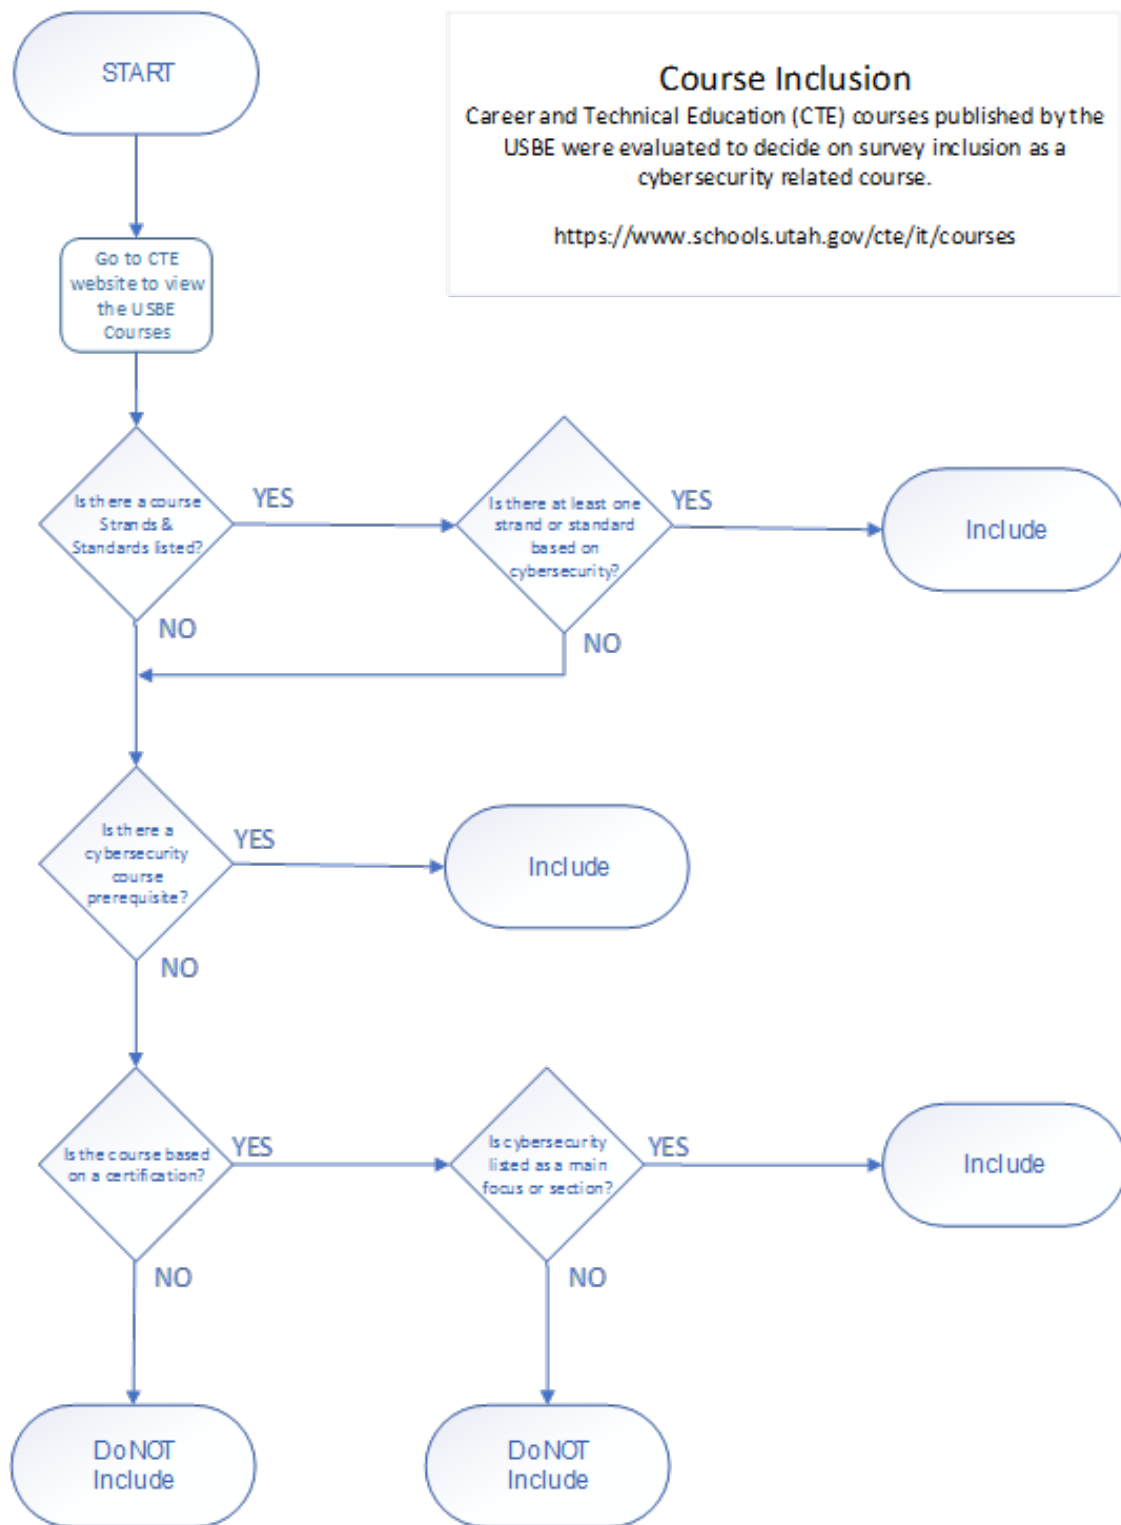 START
Course Inclusion
Career and Technical Education (CTE) courses published by the
USBE were evaluated to decide on survey inclusion as a
cybersecurity related course.
https://www.schools.utah.gov/cte/it/courses
Go to CTE
website to view
the USBE
Courses
Is there a course
Strands &
Standards listed?
YES
Is there at least one
strand or standard
based on
cybersecurity?
YES
Include
NO
NO
Is there a
cybersecurity
course
prerequisite?
YES
Include
NO
Is the course based
on a certification?
YES
Is cybersecurity
listed as a main
focus or section?
YES
Include
NO
NO
Do NOT
Include
Do NOT
Include